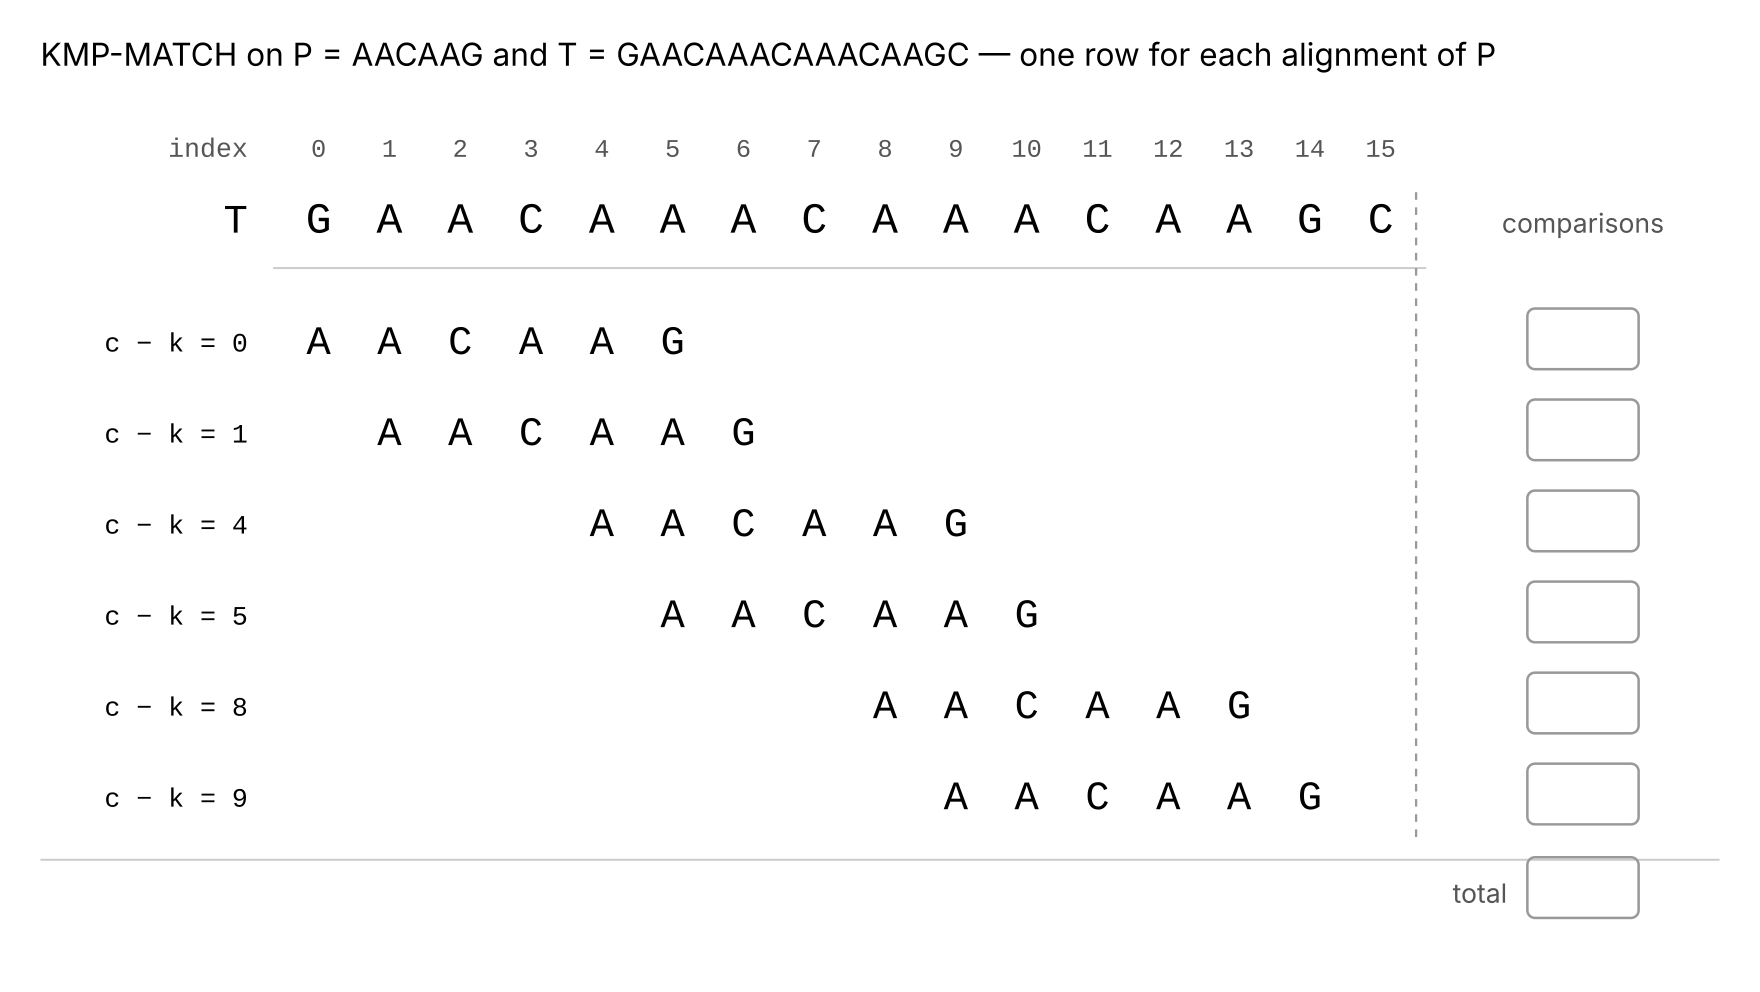 KMP-MATCH on P = AACAAG and T = GAACAAACAAACAAGC — one row for each alignment of P
index 0 1 2 3 4 5 6 7 8 9 10 11 12 13 14 15
T G A A C A A A C A A A C A A G C comparisons
c − k = 0 A A C A A G
c − k = 1 A A C A A G
c − k = 4 A A C A A G
c − k = 5 A A C A A G
c − k = 8 A A C A A G
c − k = 9 A A C A A G
total